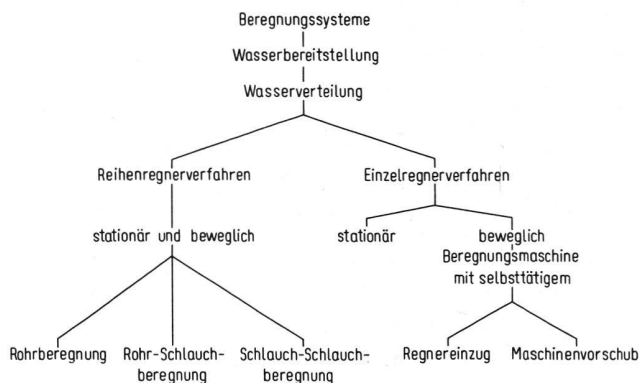 Beregnungssysteme
Wasserbereitstellung
Wasserverteilung
Reihenregnerverfahren
Einzelregnerverfahren
stationär und beweglich
stationär
beweglich
Beregnungsmaschine
mit selbsttätigem
Rohrberegnung
Rohr-Schlauch-
beregnung
Schlauch-Schlauch-
beregnung
Regnereinzug
Maschinenvorschub